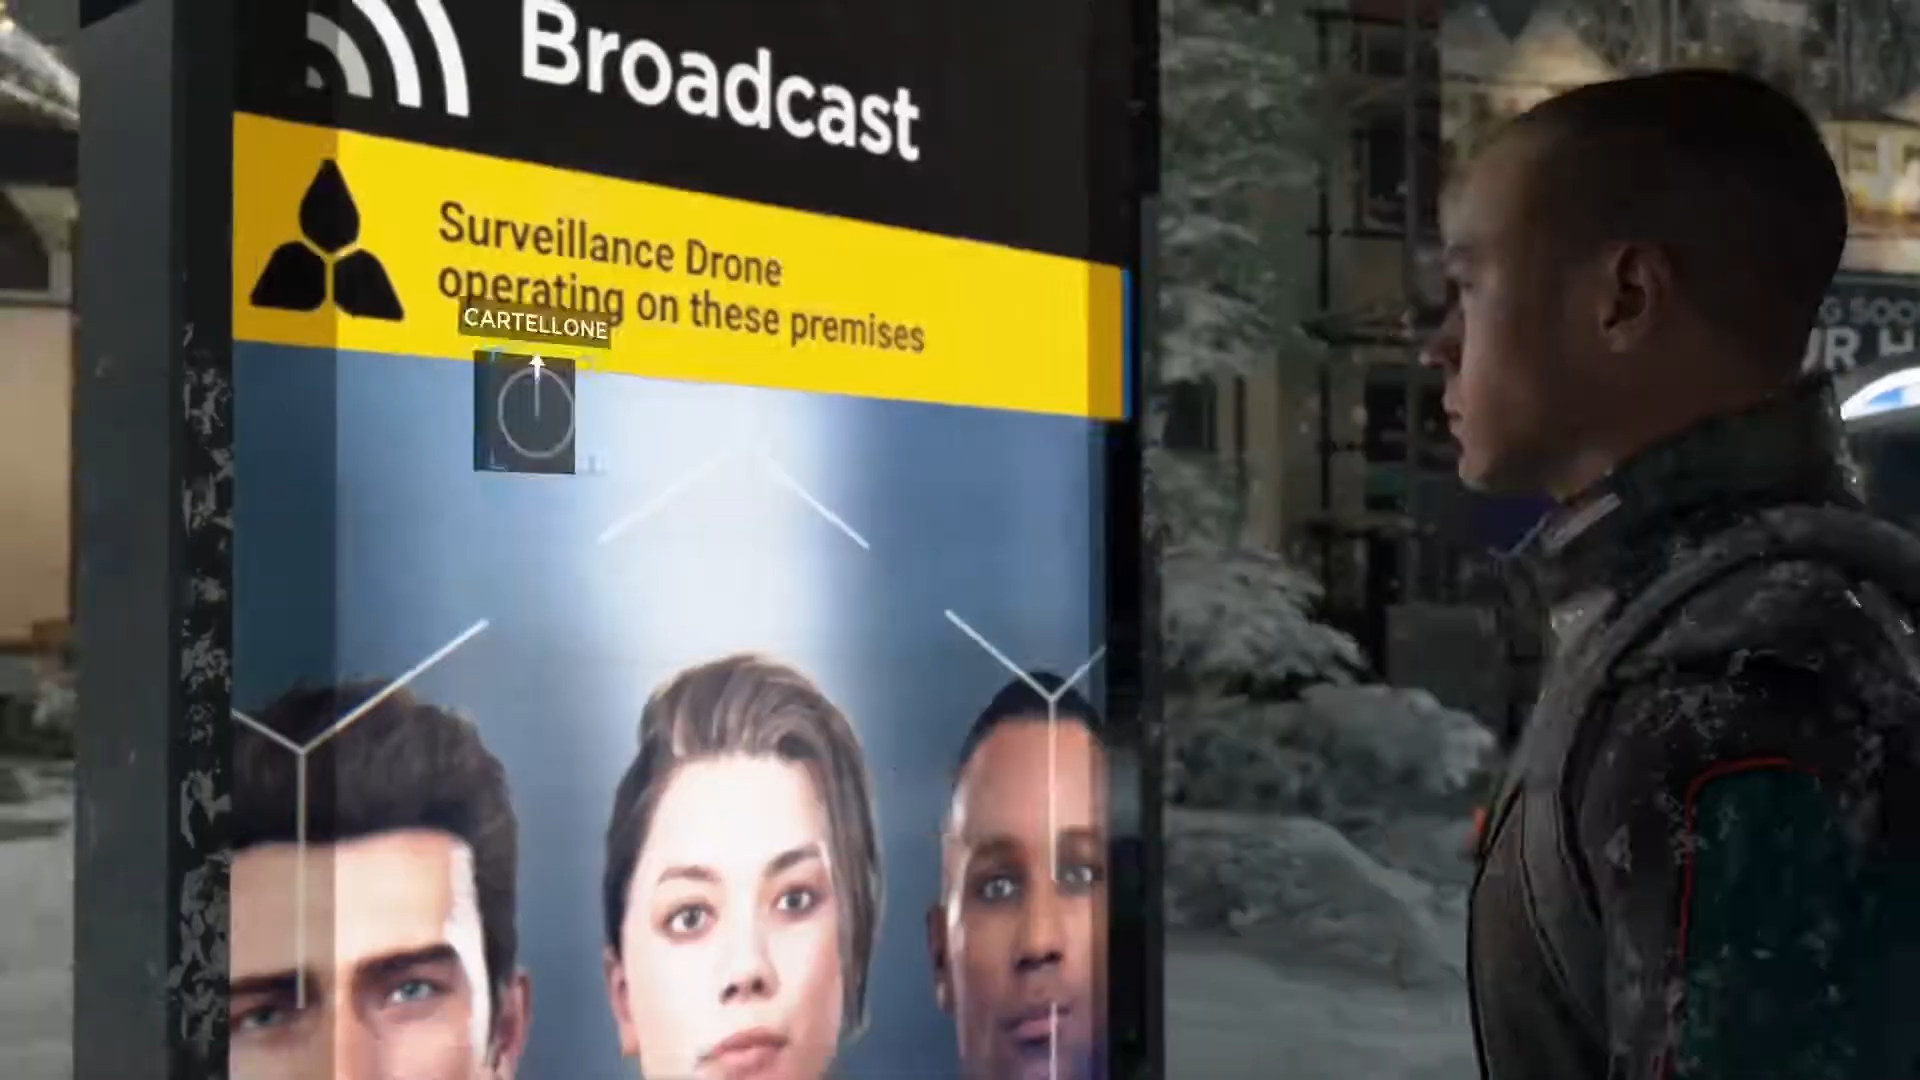 Broadcast
Surveillance Drone
operating on these premises
CARTELLONE